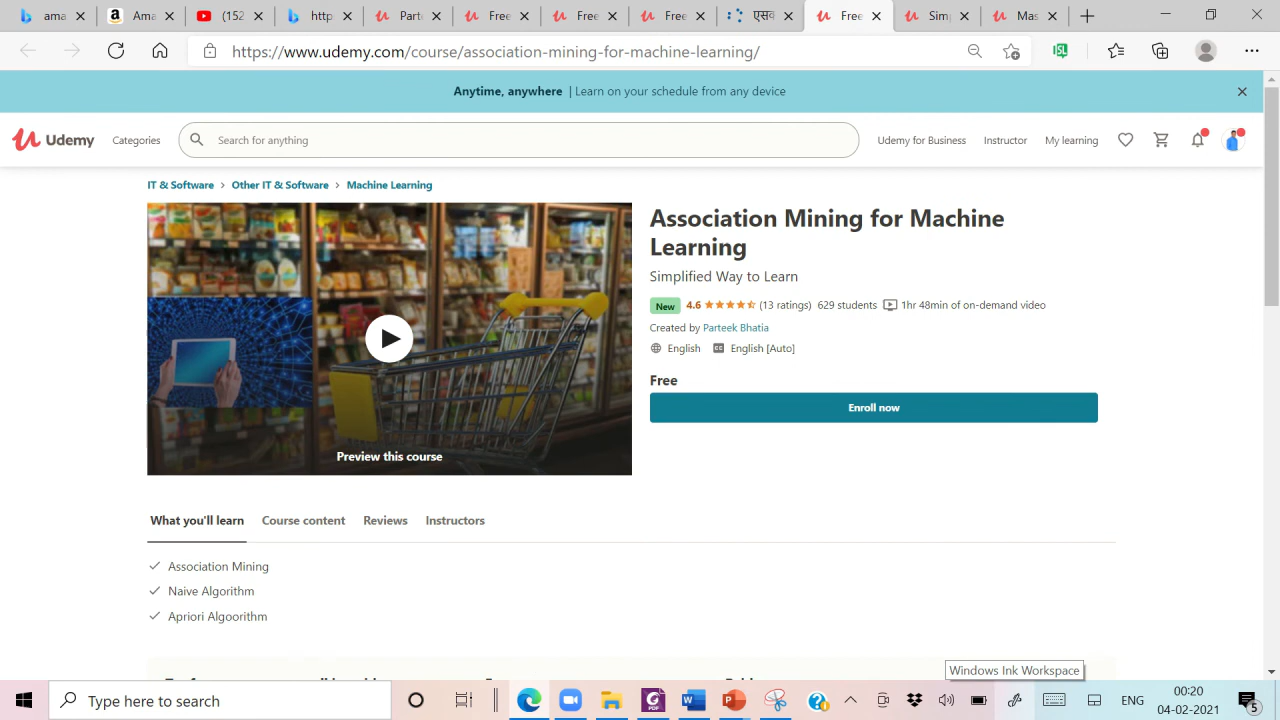 ama
(152
http
Part
Free
Free
Free
एसए
Free
Stat
Mac
https://www.udemy.com/course/association-mining-for-machine-learning/
Anytime, anywhere | Learn on your schedule from any device
Udemy
Categories
Search for anything
Udemy for Business
Instructor
My learning
IT & Software > Other IT & Software > Machine Learning
Preview this course
Association Mining for Machine
Learning
Simplified Way to Learn
New 4.6 (13 ratings) 629 students 1hr 48min of on-demand video
Created by Parteek Bhatia
English English [Auto]
Free
Enroll now
What you'll learn Course content Reviews Instructors
Association Mining
Naive Algorithm
Apriori Algoorithm
Windows Ink Workspace
Type here to search
ENG
00:20
04-02-2021
5